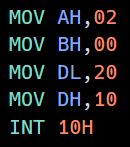 MOV AH,02
MOV BH,00
MOV DL,20
MOV DH,10
INT 10H